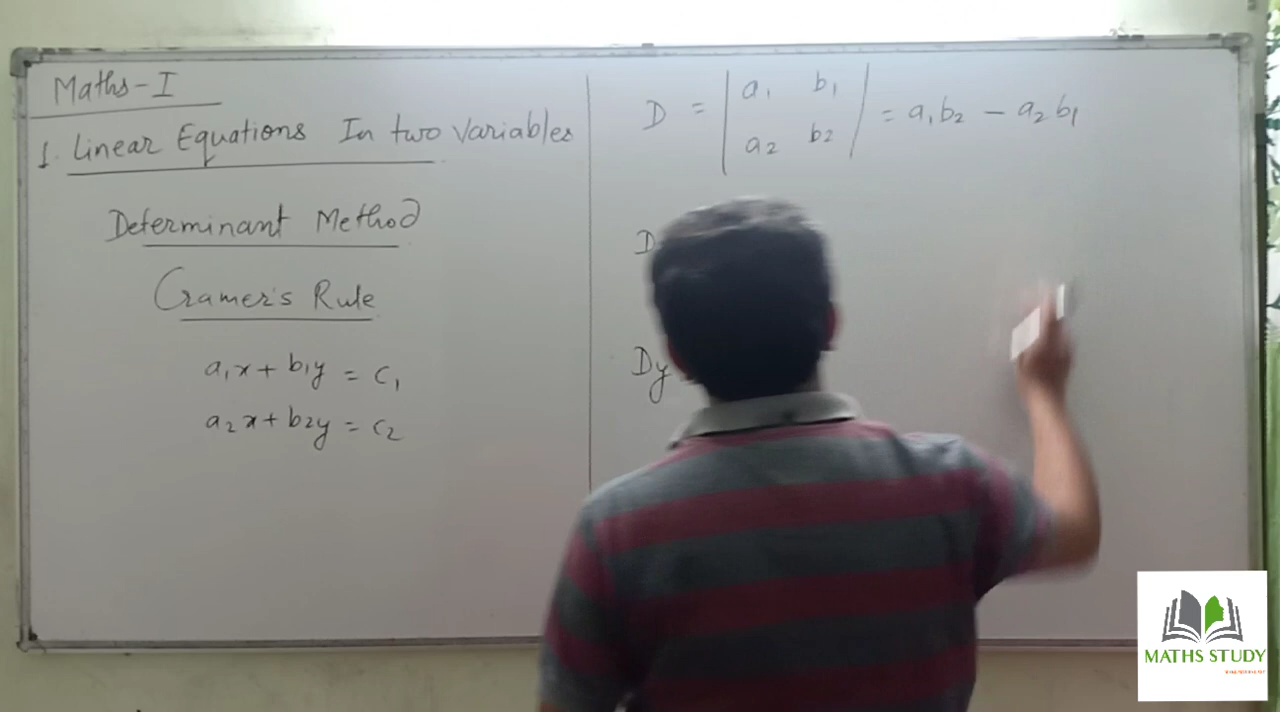 Maths-I
1. Linear Equations In two Variables
Determinant Method
Cramer's Rule
a₁x + b₁y = c₁
a₂x + b₂y = c₂
D = | a₁ b₁ | = a₁b₂ - a₂b₁
| a₂ b₂ |
D
Dy
MATHS STUDY